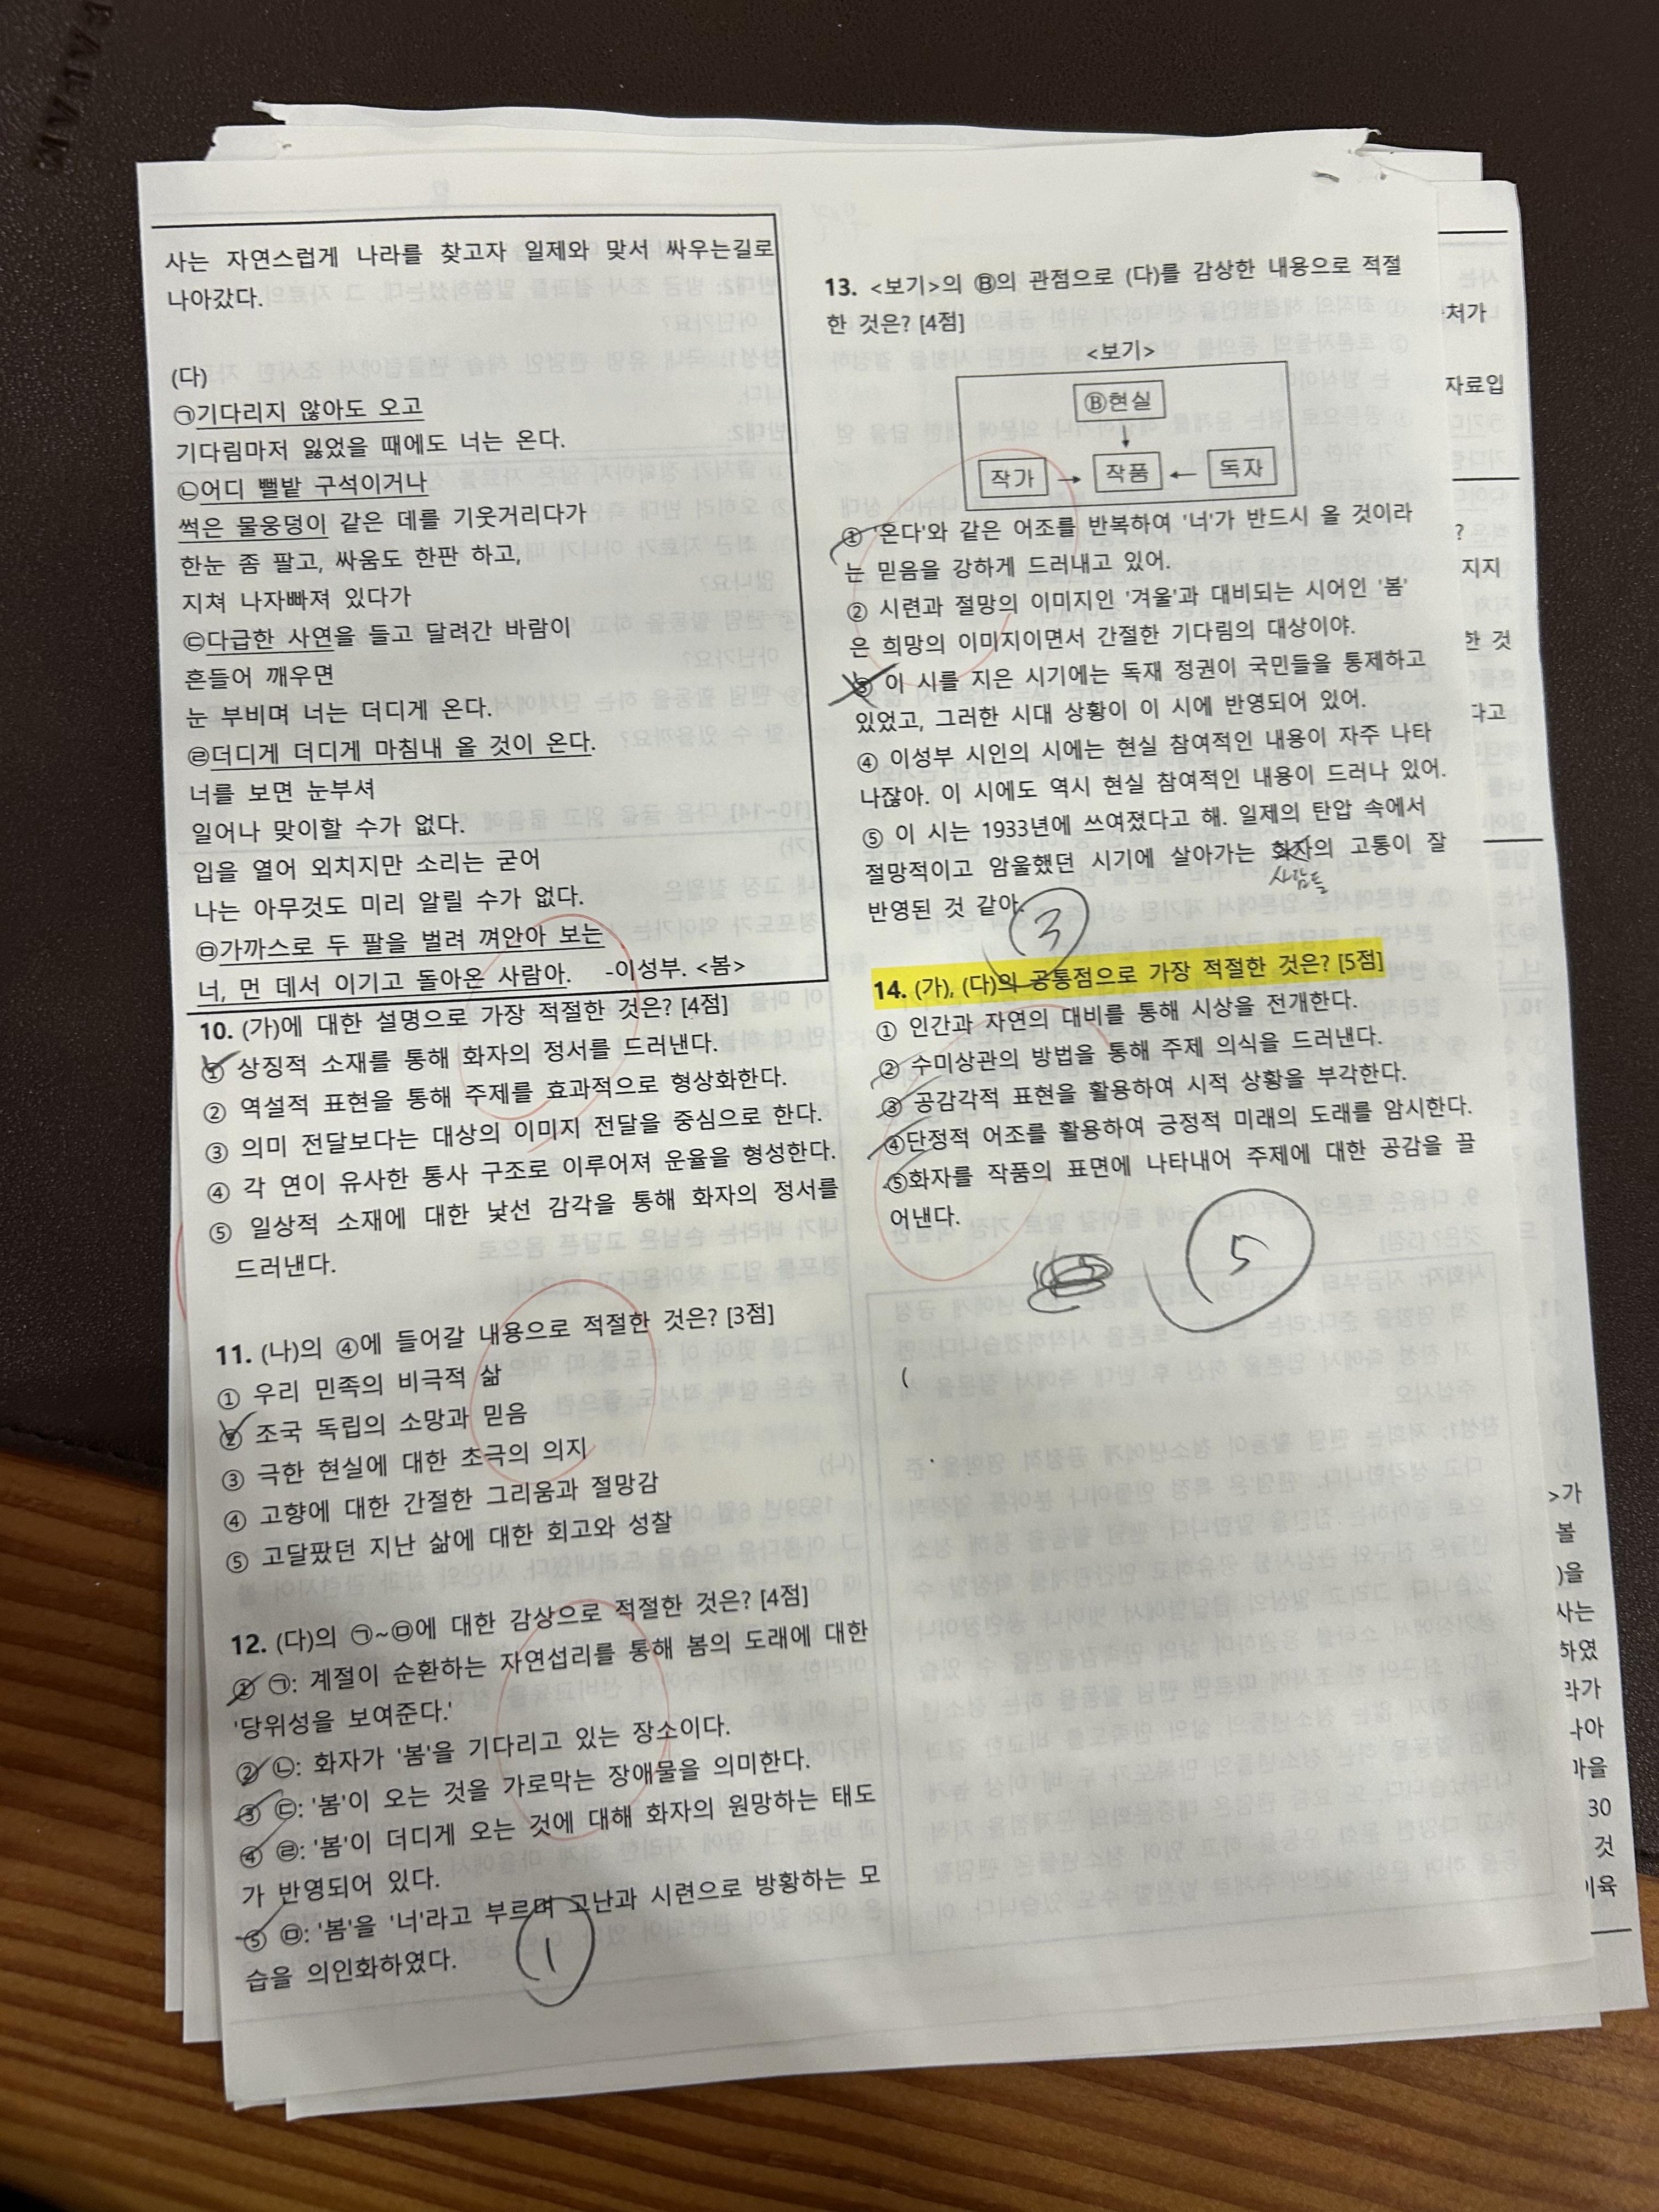 사는 자연스럽게 나라를 찾고자 일제와 맞서 싸우는길로
나아갔다.
(다)
㉠기다리지 않아도 오고
기다림마저 잃었을 때에도 너는 온다.
㉡어디 뻘밭 구석이거나
썩은 물웅덩이 같은 데를 기웃거리다가
한눈 좀 팔고, 싸움도 한판 하고,
지쳐 나자빠져 있다가
㉢다급한 사연을 들고 달려간 바람이
흔들어 깨우면
눈 부비며 너는 더디게 온다.
㉣더디게 더디게 마침내 올 것이 온다.
너를 보면 눈부셔
일어나 맞이할 수가 없다.
입을 열어 외치지만 소리는 굳어
나는 아무것도 미리 알릴 수가 없다.
㉤가까스로 두 팔을 벌려 껴안아 보는
너, 먼 데서 이기고 돌아온 사람아. -이성부. <봄>
10. (가)에 대한 설명으로 가장 적절한 것은? [4점]
① 상징적 소재를 통해 화자의 정서를 드러낸다.
② 역설적 표현을 통해 주제를 효과적으로 형상화한다.
③ 의미 전달보다는 대상의 이미지 전달을 중심으로 한다.
④ 각 연이 유사한 통사 구조로 이루어져 운율을 형성한다.
⑤ 일상적 소재에 대한 낯선 감각을 통해 화자의 정서를
드러낸다.
11. (나)의 ④에 들어갈 내용으로 적절한 것은? [3점]
① 우리 민족의 비극적 삶
② 조국 독립의 소망과 믿음
③ 극한 현실에 대한 초극의 의지
④ 고향에 대한 간절한 그리움과 절망감
⑤ 고달팠던 지난 삶에 대한 회고와 성찰
12. (다)의 ㉠~㉤에 대한 감상으로 적절한 것은? [4점]
① ㉠: 계절이 순환하는 자연섭리를 통해 봄의 도래에 대한
'당위성을 보여준다.'
② ㉡: 화자가 '봄'을 기다리고 있는 장소이다.
③ ㉢: '봄'이 오는 것을 가로막는 장애물을 의미한다.
④ ㉣: '봄'이 더디게 오는 것에 대해 화자의 원망하는 태도
가 반영되어 있다.
⑤ ㉤: '봄'을 '너'라고 부르며 고난과 시련으로 방황하는 모
습을 의인화하였다.
1
13. <보기>의 Ⓑ의 관점으로 (다)를 감상한 내용으로 적절
한 것은? [4점]
<보기>
Ⓑ현실
작가 → 작품 ← 독자
① '온다'와 같은 어조를 반복하여 '너'가 반드시 올 것이라
는 믿음을 강하게 드러내고 있어.
② 시련과 절망의 이미지인 '겨울'과 대비되는 시어인 '봄'
은 희망의 이미지이면서 간절한 기다림의 대상이야.
③ 이 시를 지은 시기에는 독재 정권이 국민들을 통제하고
있었고, 그러한 시대 상황이 이 시에 반영되어 있어.
④ 이성부 시인의 시에는 현실 참여적인 내용이 자주 나타
나잖아. 이 시에도 역시 현실 참여적인 내용이 드러나 있어.
⑤ 이 시는 1933년에 쓰여졌다고 해. 일제의 탄압 속에서
절망적이고 암울했던 시기에 살아가는 화자의 고통이 잘
사람들
반영된 것 같아.
3
14. (가), (다)의 공통점으로 가장 적절한 것은? [5점]
① 인간과 자연의 대비를 통해 시상을 전개한다.
② 수미상관의 방법을 통해 주제 의식을 드러낸다.
③ 공감각적 표현을 활용하여 시적 상황을 부각한다.
④단정적 어조를 활용하여 긍정적 미래의 도래를 암시한다.
⑤화자를 작품의 표면에 나타내어 주제에 대한 공감을 끌
어낸다.
5
자료입
?
지지
한 것
>가
볼
)을
사는
하였
라가
나아
마을
30
것